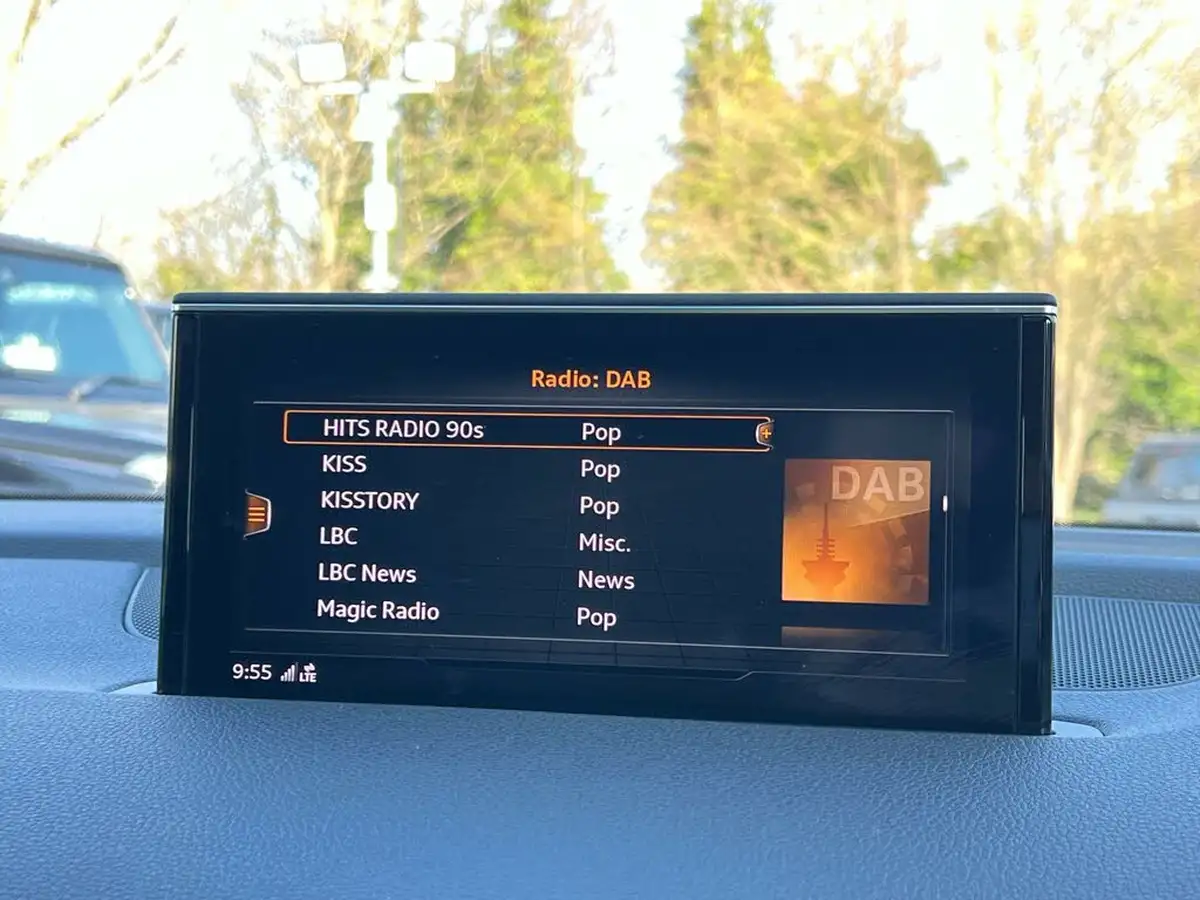 Radio: DAB
HITS RADIO 90s Pop
KISS Pop
KISSTORY Pop
LBC Misc.
LBC News News
Magic Radio Pop
DAB
9:55 LTE